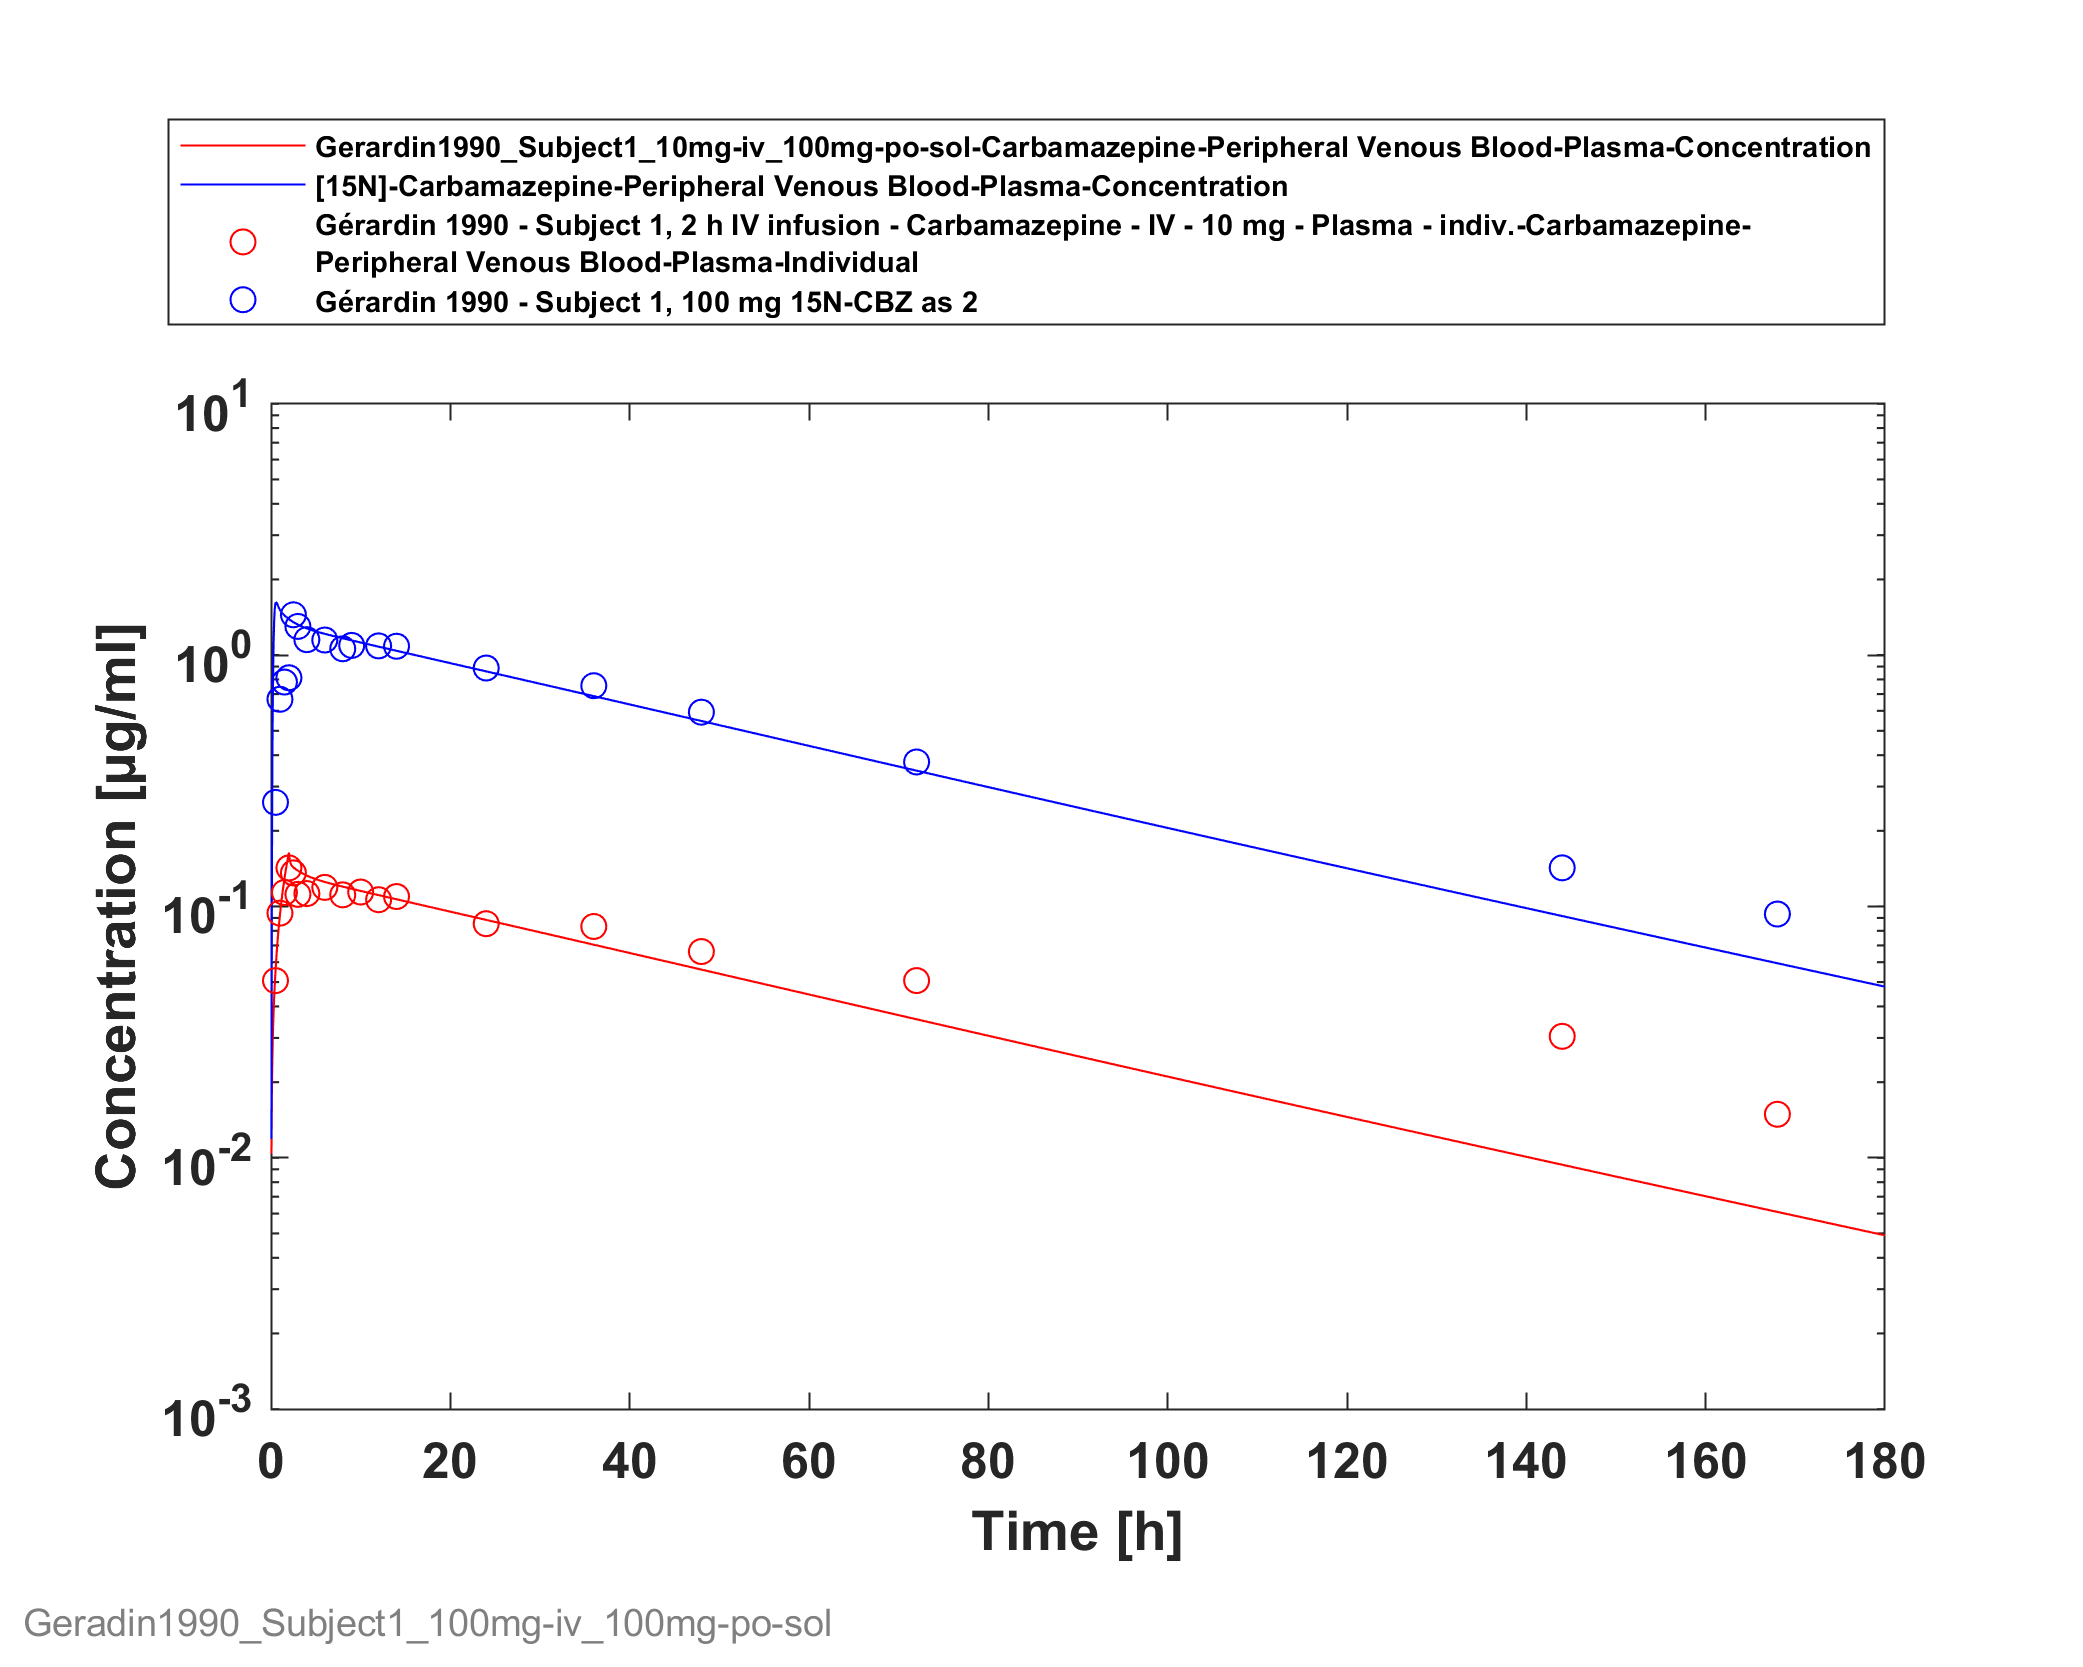 Gerardin1990_Subject1_10mg-iv_100mg-po-sol-Carbamazepine-Peripheral Venous Blood-Plasma-Concentration
[15N]-Carbamazepine-Peripheral Venous Blood-Plasma-Concentration
Gérardin 1990 - Subject 1, 2 h IV infusion - Carbamazepine - IV - 10 mg - Plasma - indiv.-Carbamazepine-
Peripheral Venous Blood-Plasma-Individual
Gérardin 1990 - Subject 1, 100 mg 15N-CBZ as 2
10^1
10^0
10^-1
10^-2
10^-3
Concentration [µg/ml]
0 20 40 60 80 100 120 140 160 180
Time [h]
Geradin1990_Subject1_100mg-iv_100mg-po-sol